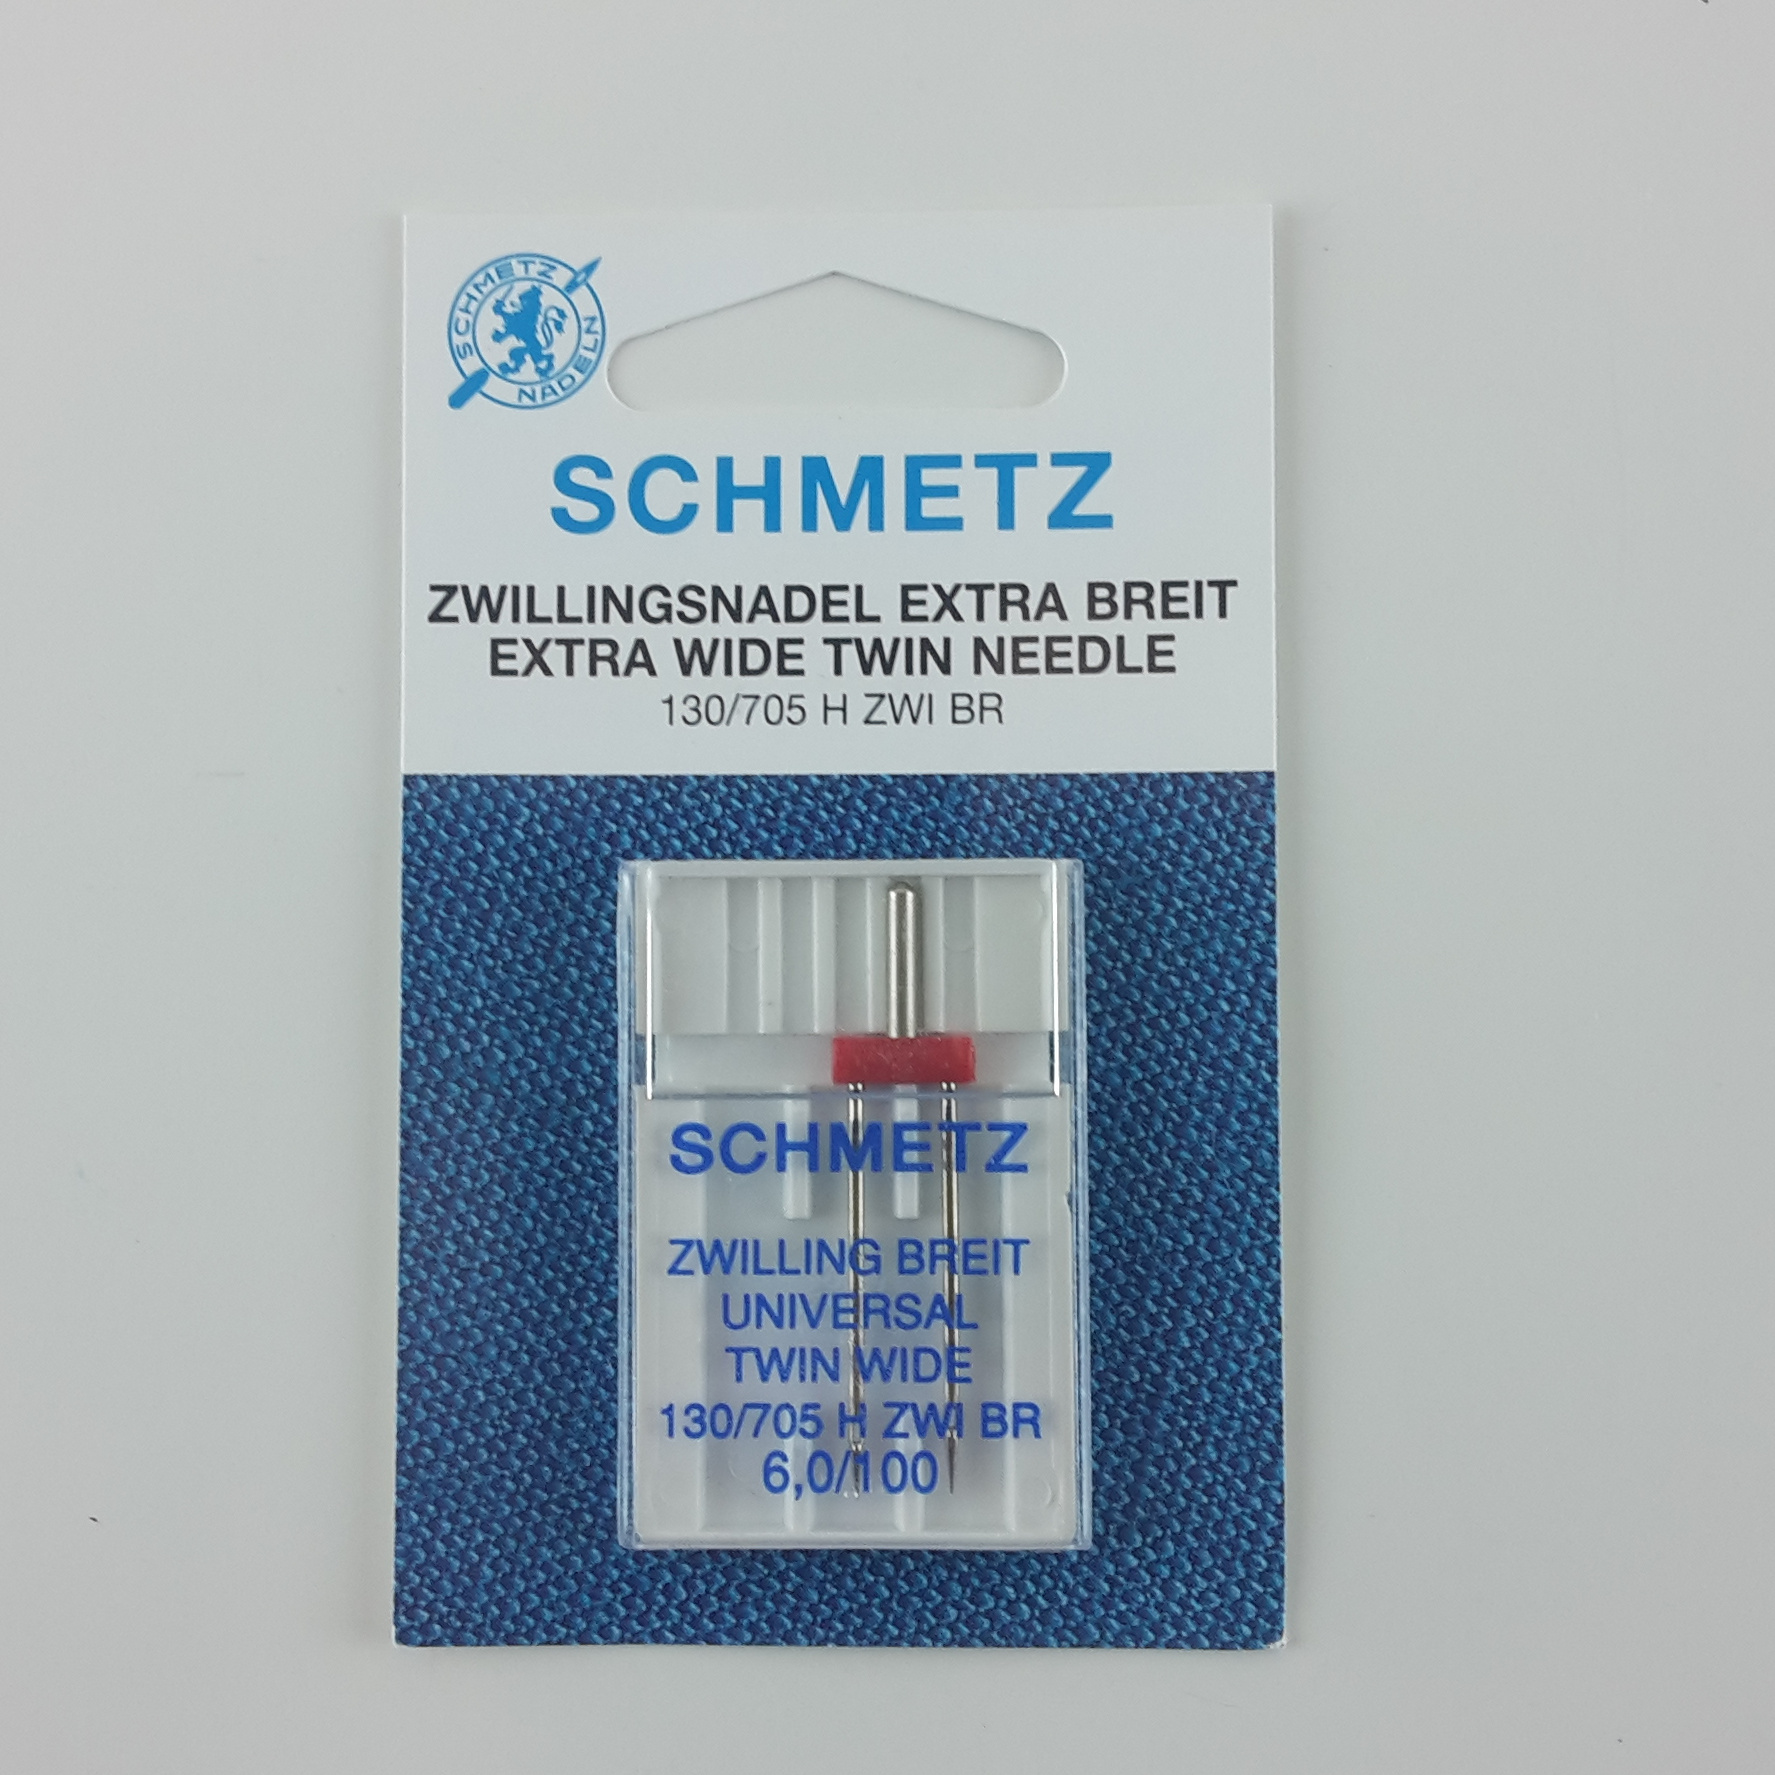 SCHMETZ NADELN
SCHMETZ
ZWILLINGSNADEL EXTRA BREIT
EXTRA WIDE TWIN NEEDLE
130/705 H ZWI BR
SCHMETZ
ZWILLING BREIT
UNIVERSAL
TWIN WIDE
130/705 H ZWI BR
6,0/100